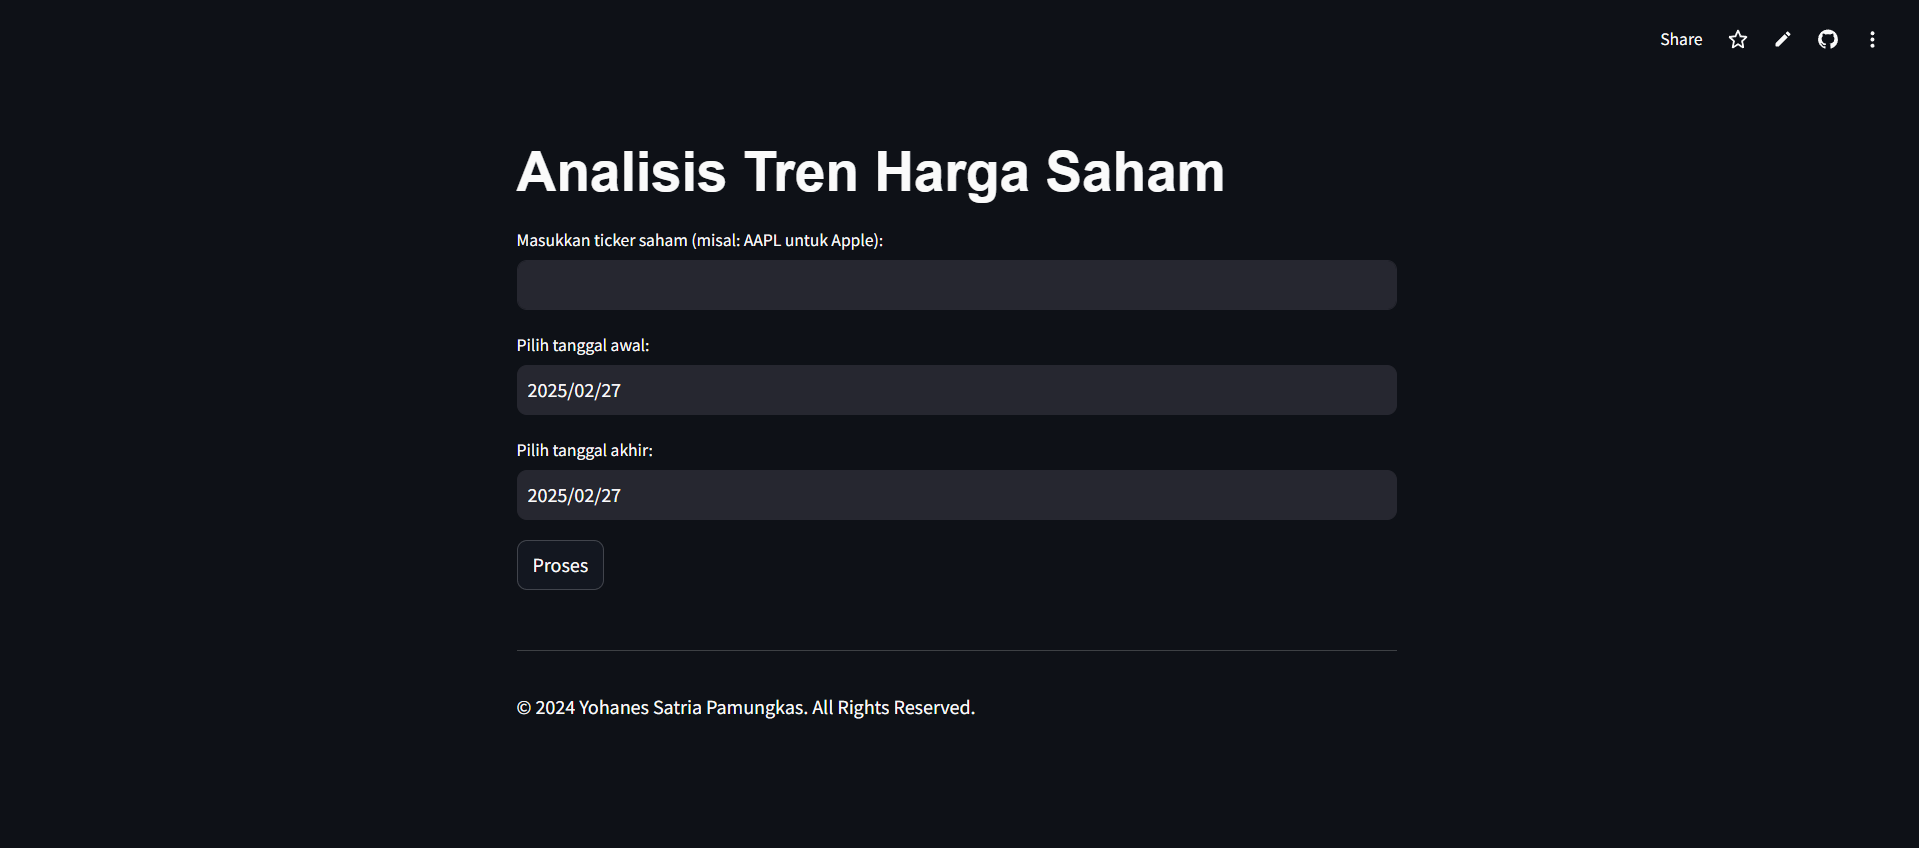 Share
Analisis Tren Harga Saham
Masukkan ticker saham (misal: AAPL untuk Apple):
Pilih tanggal awal:
2025/02/27
Pilih tanggal akhir:
2025/02/27
Proses
© 2024 Yohanes Satria Pamungkas. All Rights Reserved.